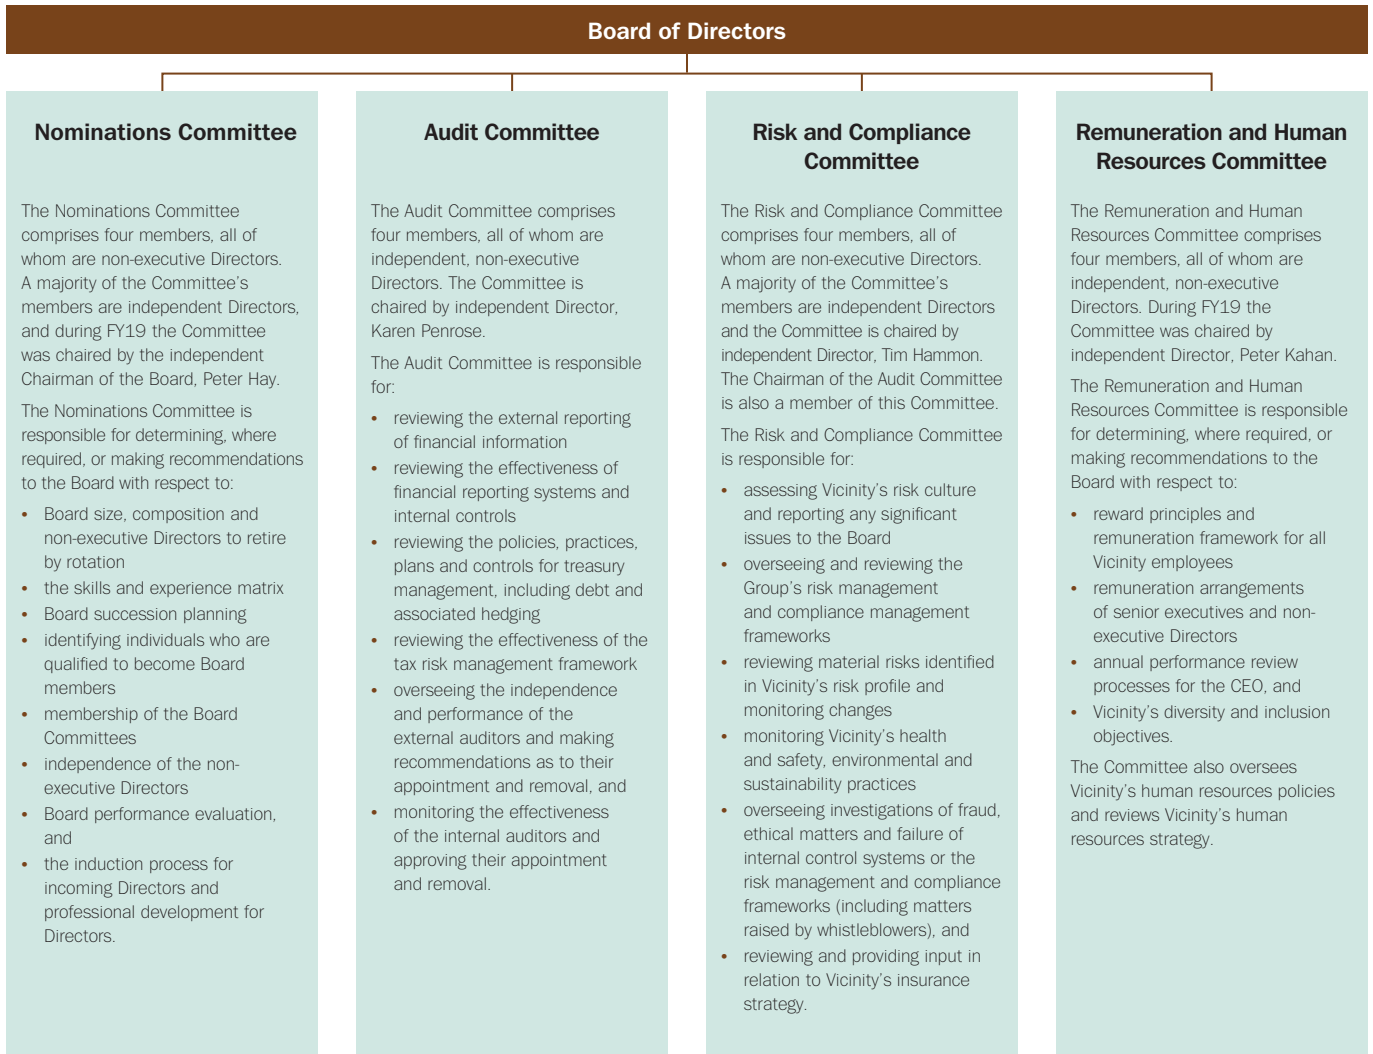 Board of Directors
Nominations Committee
The Nominations Committee
comprises four members, all of
whom are non-executive Directors.
A majority of the Committee's
members are independent Directors,
and during FY19 the Committee
was chaired by the independent
Chairman of the Board, Peter Hay.
The Nominations Committee is
responsible for determining, where
required, or making recommendations
to the Board with respect to:
• Board size, composition and
non-executive Directors to retire
by rotation
• the skills and experience matrix
• Board succession planning
• identifying individuals who are
qualified to become Board
members
• membership of the Board
Committees
• independence of the non-
executive Directors
• Board performance evaluation,
and
• the induction process for
incoming Directors and
professional development for
Directors.
Audit Committee
The Audit Committee comprises
four members, all of whom are
independent, non-executive
Directors. The Committee is
chaired by independent Director,
Karen Penrose.
The Audit Committee is responsible
for:
• reviewing the external reporting
of financial information
• reviewing the effectiveness of
financial reporting systems and
internal controls
• reviewing the policies, practices,
plans and controls for treasury
management, including debt and
associated hedging
• reviewing the effectiveness of the
tax risk management framework
• overseeing the independence
and performance of the
external auditors and making
recommendations as to their
appointment and removal, and
• monitoring the effectiveness
of the internal auditors and
approving their appointment
and removal.
Risk and Compliance
Committee
The Risk and Compliance Committee
comprises four members, all of
whom are non-executive Directors.
A majority of the Committee's
members are independent Directors
and the Committee is chaired by
independent Director, Tim Hammon.
The Chairman of the Audit Committee
is also a member of this Committee.
The Risk and Compliance Committee
is responsible for:
• assessing Vicinity's risk culture
and reporting any significant
issues to the Board
• overseeing and reviewing the
Group's risk management
and compliance management
frameworks
• reviewing material risks identified
in Vicinity's risk profile and
monitoring changes
• monitoring Vicinity's health
and safety, environmental and
sustainability practices
• overseeing investigations of fraud,
ethical matters and failure of
internal control systems or the
risk management and compliance
frameworks (including matters
raised by whistleblowers), and
• reviewing and providing input in
relation to Vicinity's insurance
strategy.
Remuneration and Human
Resources Committee
The Remuneration and Human
Resources Committee comprises
four members, all of whom are
independent, non-executive
Directors. During FY19 the
Committee was chaired by
independent Director, Peter Kahan.
The Remuneration and Human
Resources Committee is responsible
for determining, where required, or
making recommendations to the
Board with respect to:
• reward principles and
remuneration framework for all
Vicinity employees
• remuneration arrangements
of senior executives and non-
executive Directors
• annual performance review
processes for the CEO, and
• Vicinity's diversity and inclusion
objectives.
The Committee also oversees
Vicinity's human resources policies
and reviews Vicinity's human
resources strategy.